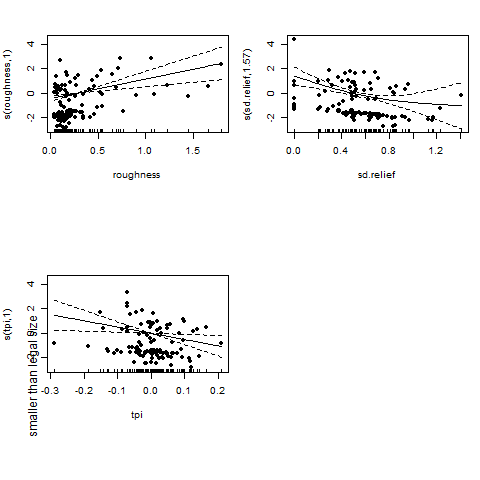 s(roughness,1)
4
2
0
-2
0.0 0.5 1.0 1.5
roughness
s(sd.relief,1.57)
4
2
0
-2
0.0 0.4 0.8 1.2
sd.relief
smaller than legal size
s(tpi,1)
4
2
0
-2
-0.3 -0.2 -0.1 0.0 0.1 0.2
tpi